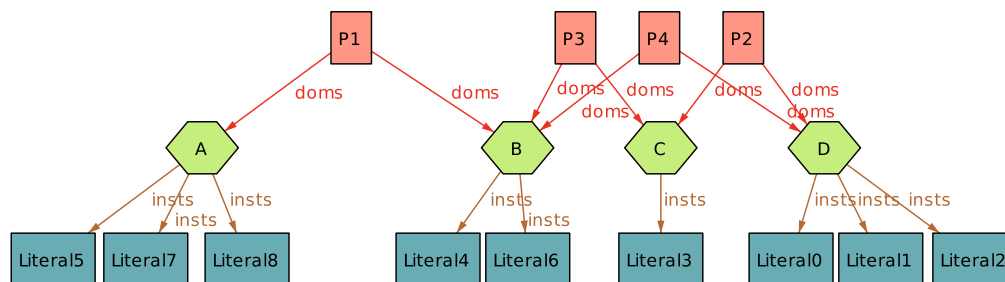 P1 P3 P4 P2
doms doms doms doms doms doms
doms doms
A B C D
insts insts insts insts insts insts
insts insts insts
Literal5 Literal7 Literal8 Literal4 Literal6 Literal3 Literal0 Literal1 Literal2